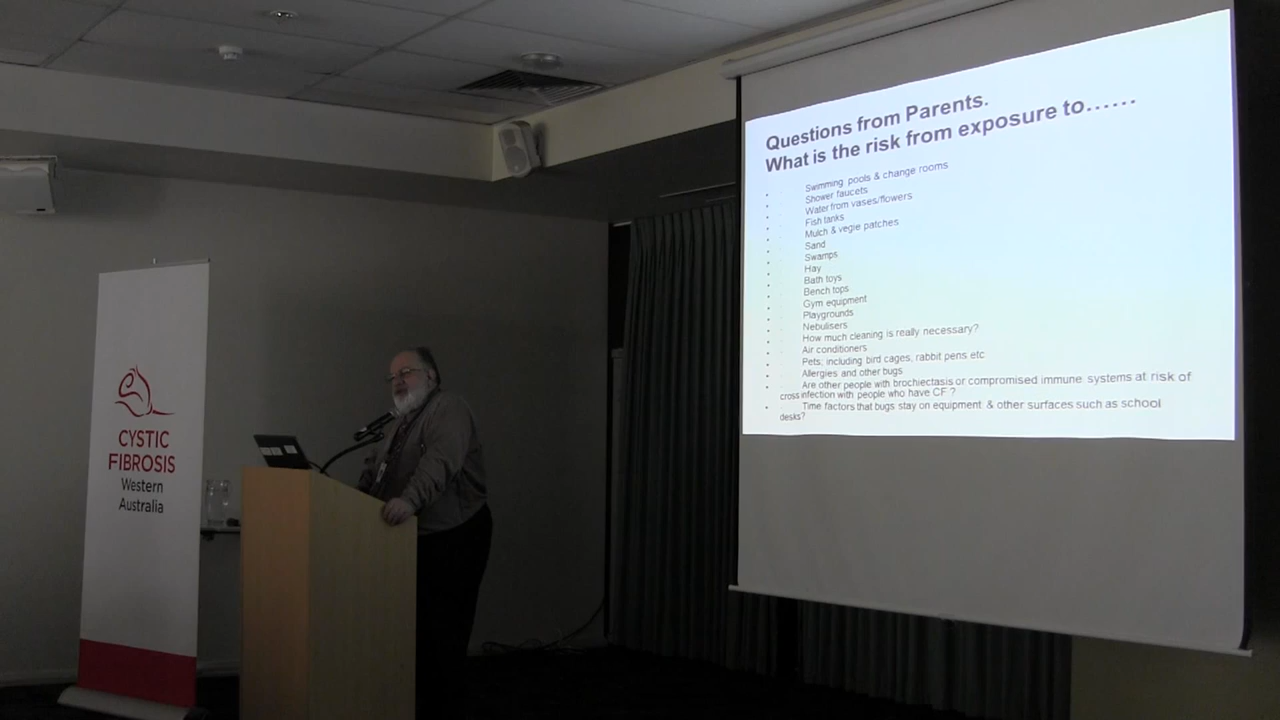 CYSTIC
FIBROSIS
Western
Australia
Questions from Parents.
What is the risk from exposure to……
Swimming pools & change rooms
Shower faucets
Water from vases/flowers
Fish tanks
Mulch & vegie patches
Sand
Swamps
Hay
Bath toys
Bench tops
Gym equipment
Playgrounds
Nebulisers
How much cleaning is really necessary?
Air conditioners
Pets; including bird cages, rabbit pens etc
Allergies and other bugs
Are other people with brochiectasis or compromised immune systems at risk of
cross infection with people who have CF ?
Time factors that bugs stay on equipment & other surfaces such as school
desks?